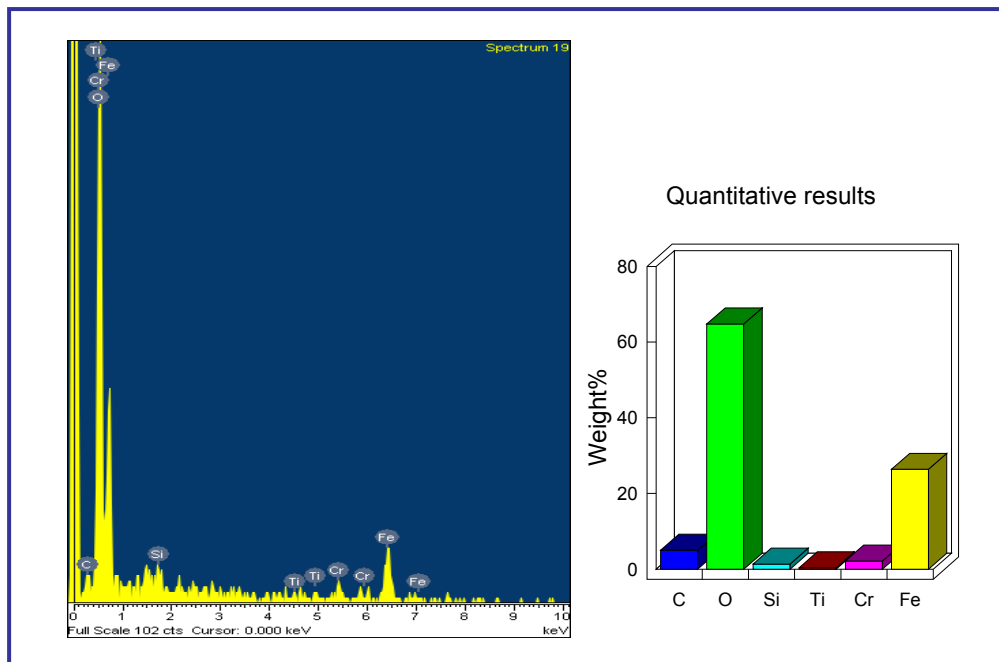 Spectrum 19
Ti
Fe
Cr
O
C
Si
Ti
Ti
Cr
Cr
Fe
Fe
0 1 2 3 4 5 6 7 8 9 10
Full Scale 102 cts Cursor: 0.000 keV keV
Quantitative results
Weight%
80
60
40
20
0
C O Si Ti Cr Fe